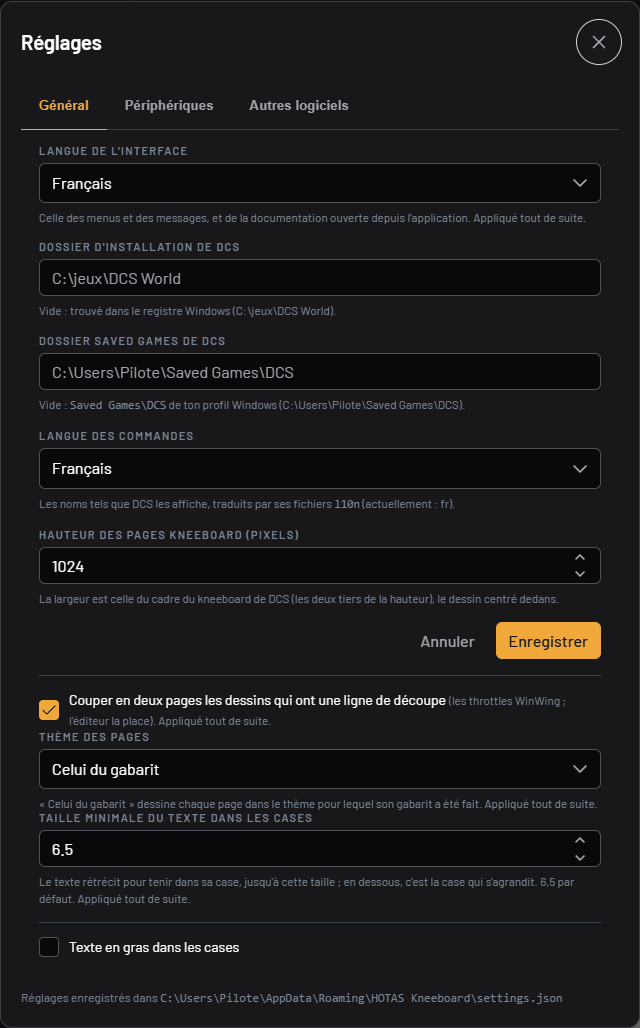 Réglages
Général Périphériques Autres logiciels
LANGUE DE L'INTERFACE
Français
Celle des menus et des messages, et de la documentation ouverte depuis l'application. Appliqué tout de suite.
DOSSIER D'INSTALLATION DE DCS
C:\jeux\DCS World
Vide : trouvé dans le registre Windows (C:\jeux\DCS World).
DOSSIER SAVED GAMES DE DCS
C:\Users\Pilote\Saved Games\DCS
Vide : Saved Games\DCS de ton profil Windows (C:\Users\Pilote\Saved Games\DCS).
LANGUE DES COMMANDES
Français
Les noms tels que DCS les affiche, traduits par ses fichiers l10n (actuellement : fr).
HAUTEUR DES PAGES KNEEBOARD (PIXELS)
1024
La largeur est celle du cadre du kneeboard de DCS (les deux tiers de la hauteur), le dessin centré dedans.
Annuler Enregistrer
Couper en deux pages les dessins qui ont une ligne de découpe (les throttles WinWing ;
l'éditeur la place). Appliqué tout de suite.
THÈME DES PAGES
Celui du gabarit
« Celui du gabarit » dessine chaque page dans le thème pour lequel son gabarit a été fait. Appliqué tout de suite.
TAILLE MINIMALE DU TEXTE DANS LES CASES
6.5
Le texte rétrécit pour tenir dans sa case, jusqu'à cette taille ; en dessous, c'est la case qui s'agrandit. 6,5 par
défaut. Appliqué tout de suite.
Texte en gras dans les cases
Réglages enregistrés dans C:\Users\Pilote\AppData\Roaming\HOTAS Kneeboard\settings.json